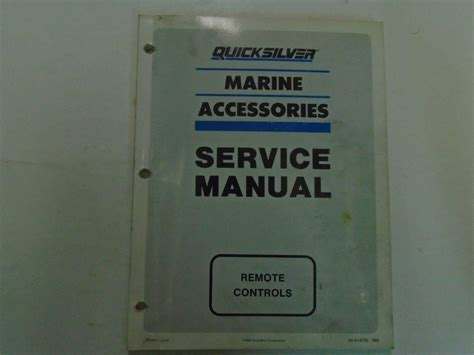 QUICKSILVER
MARINE
ACCESSORIES
SERVICE
MANUAL
REMOTE
CONTROLS